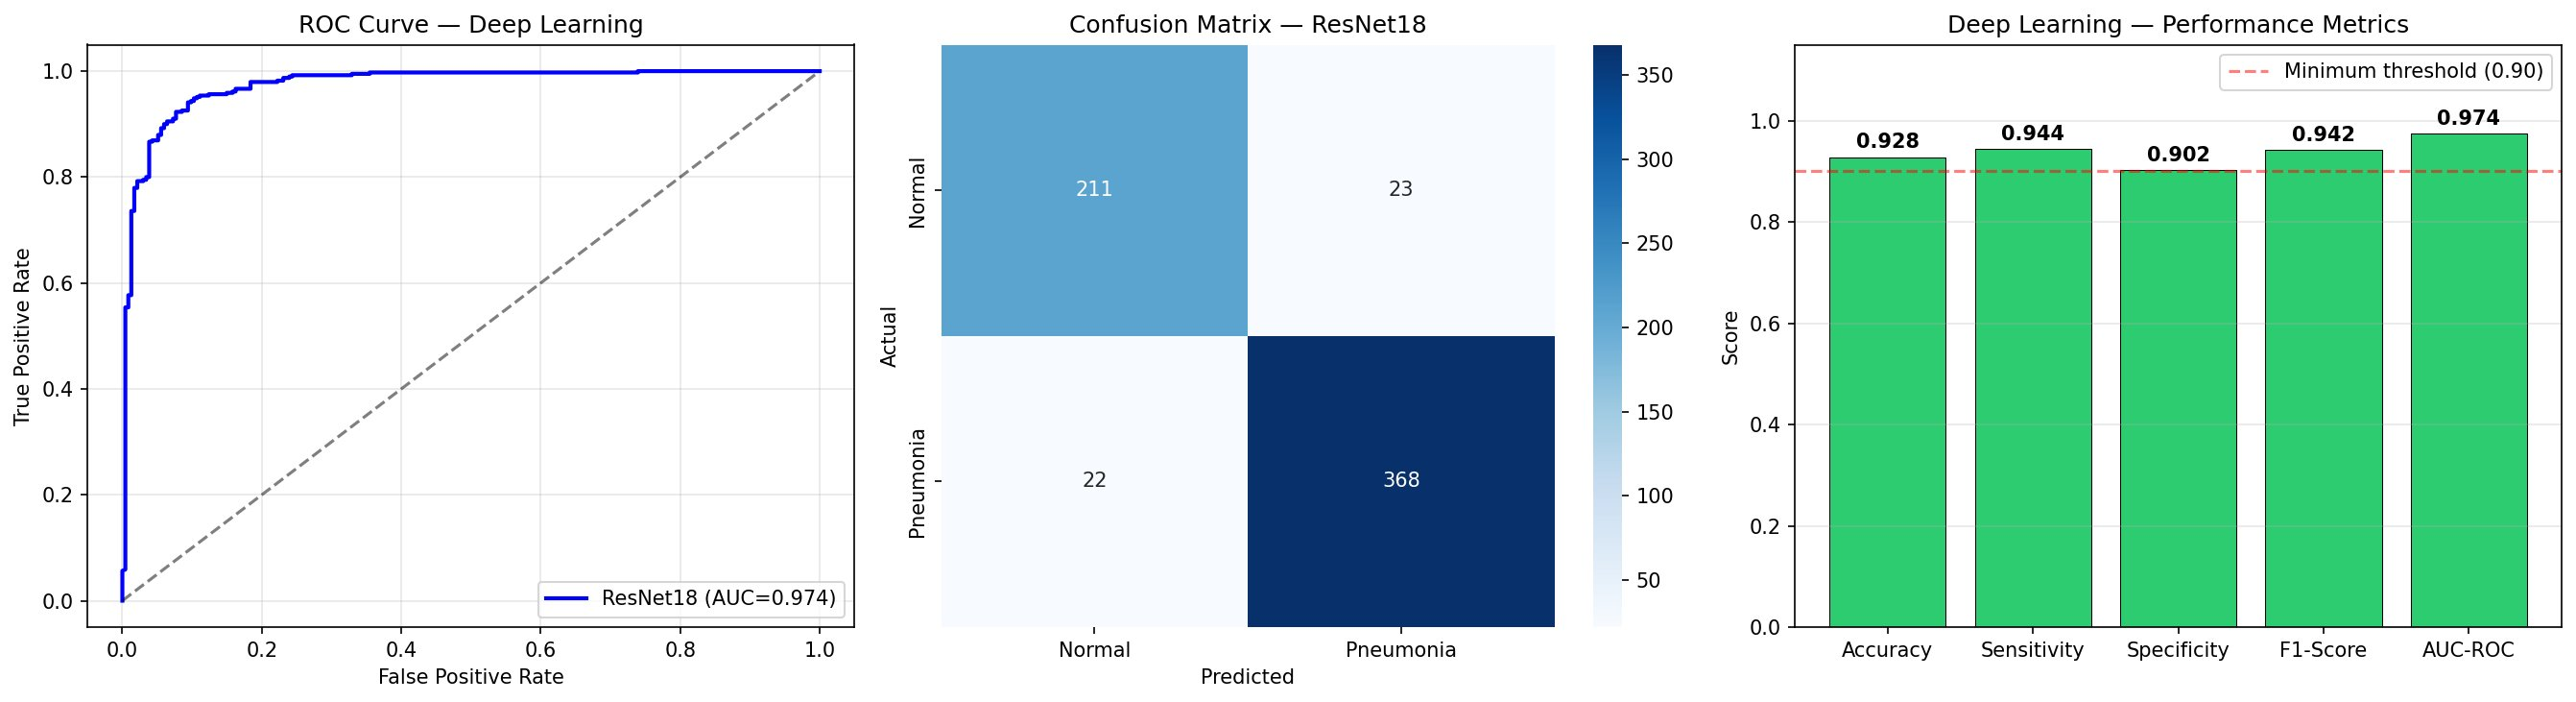 ROC Curve — Deep Learning
True Positive Rate
1.0
0.8
0.6
0.4
0.2
0.0
ResNet18 (AUC=0.974)
0.0 0.2 0.4 0.6 0.8 1.0
False Positive Rate
Confusion Matrix — ResNet18
Actual
Normal
Pneumonia
211 23
22 368
Normal Pneumonia
Predicted
350
300
250
200
150
100
50
Deep Learning — Performance Metrics
Minimum threshold (0.90)
Score
1.0
0.8
0.6
0.4
0.2
0.0
0.928 0.944 0.902 0.942 0.974
Accuracy Sensitivity Specificity F1-Score AUC-ROC